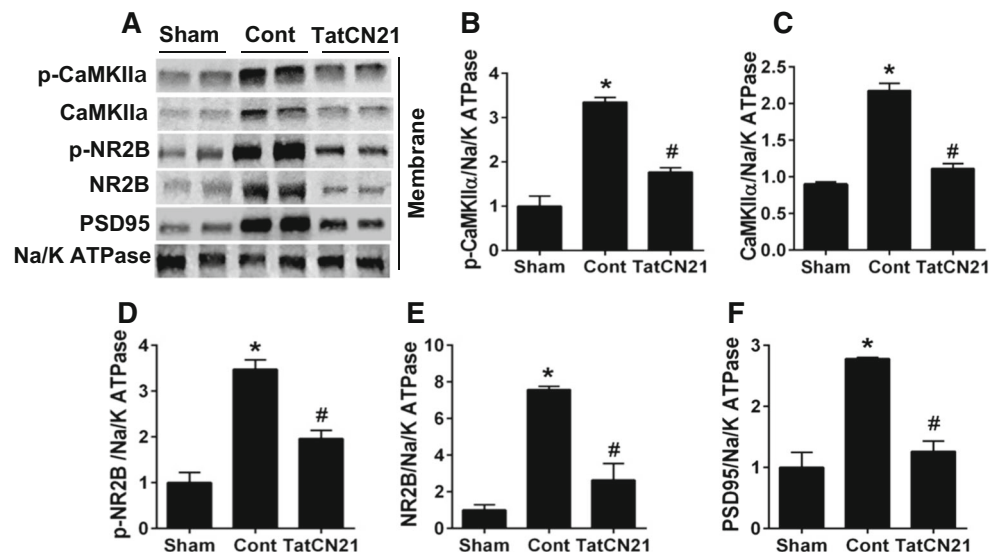 A
Sham Cont TatCN21
p-CaMKIIa
CaMKIIa
p-NR2B
NR2B
PSD95
Na/K ATPase
Membrane
B
p-CaMKIIα/Na/K ATPase
4
3
2
1
0
*
#
Sham Cont TatCN21
C
CaMKIIα/Na/K ATPase
2.5
2.0
1.5
1.0
0.5
0.0
*
#
Sham Cont TatCN21
D
p-NR2B /Na/K ATPase
4
3
2
1
0
*
#
Sham Cont TatCN21
E
NR2B/Na/K ATPase
10
8
6
4
2
0
*
#
Sham Cont TatCN21
F
PSD95/Na/K ATPase
3
2
1
0
*
#
Sham Cont TatCN21